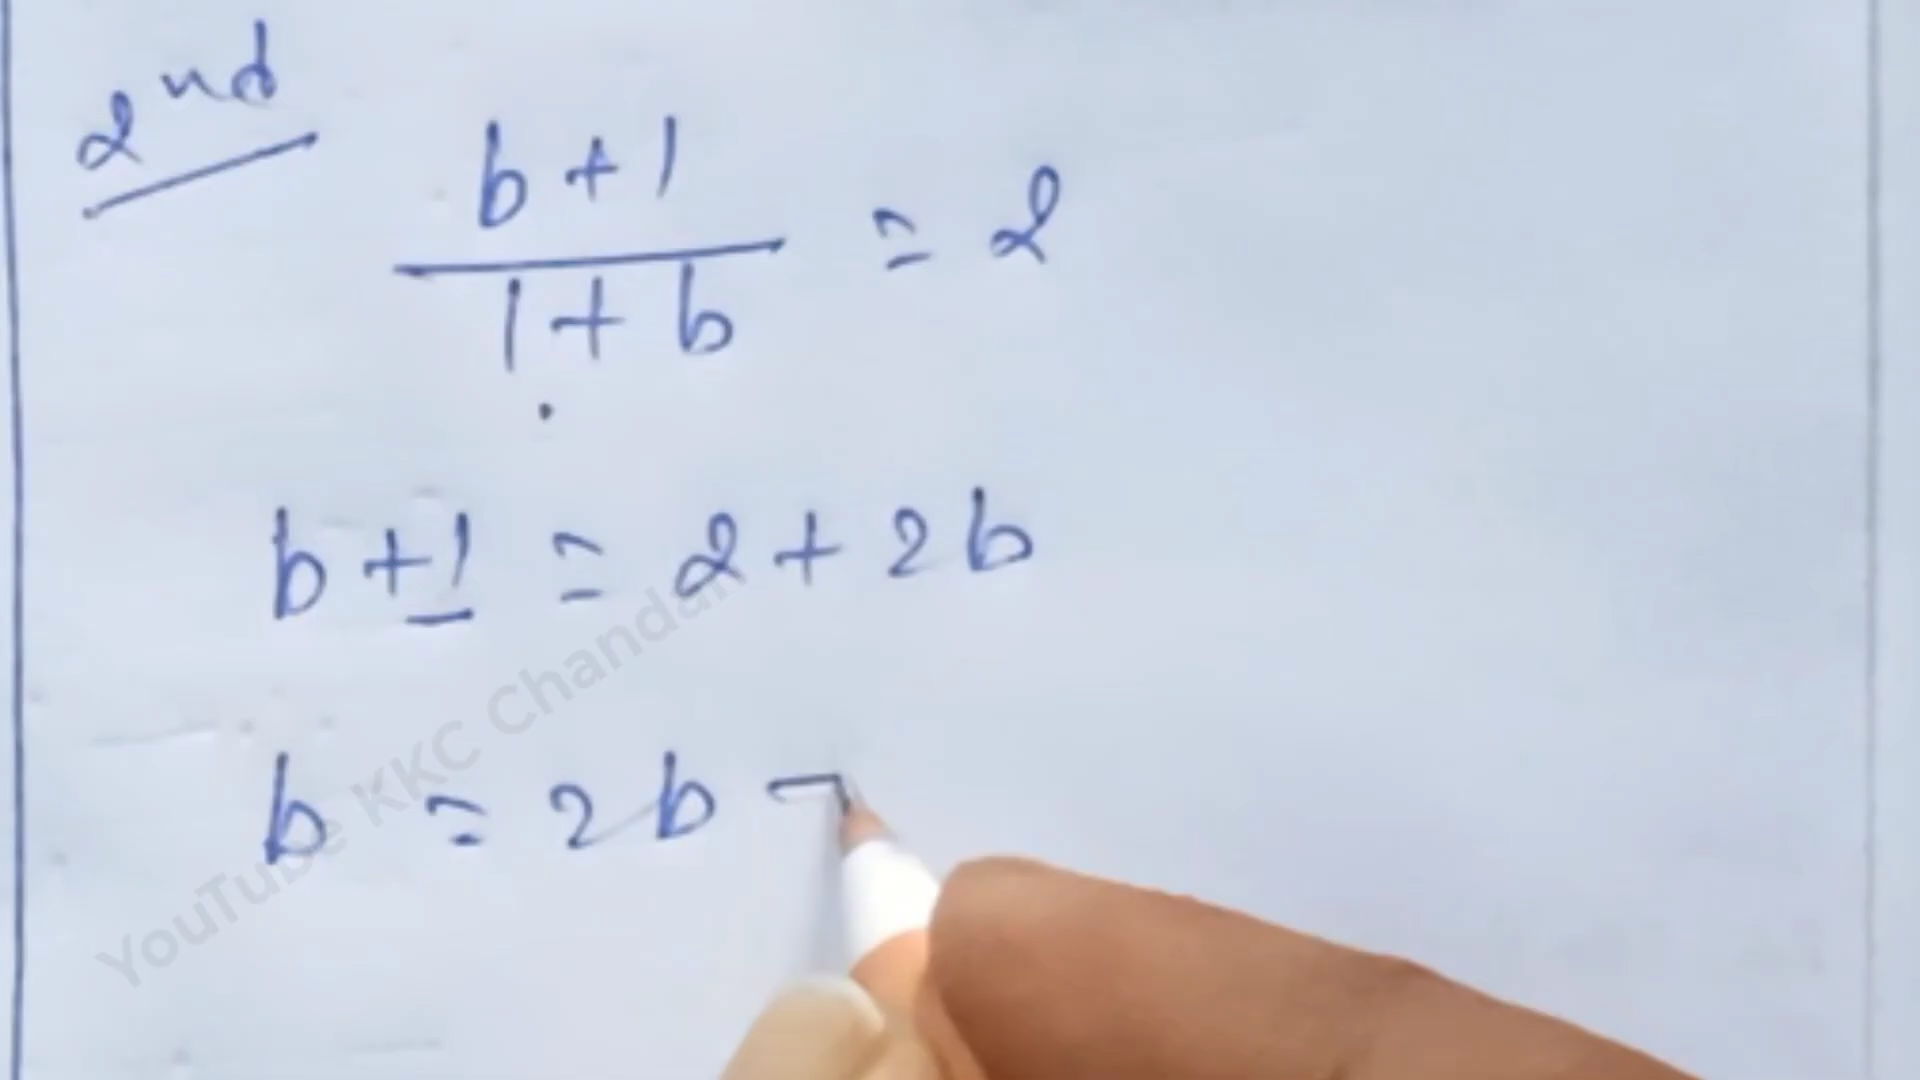 2nd
b+1
1+b
= 2
b+1 = 2+2b
b = 2b -
YouTube KKC Chandan